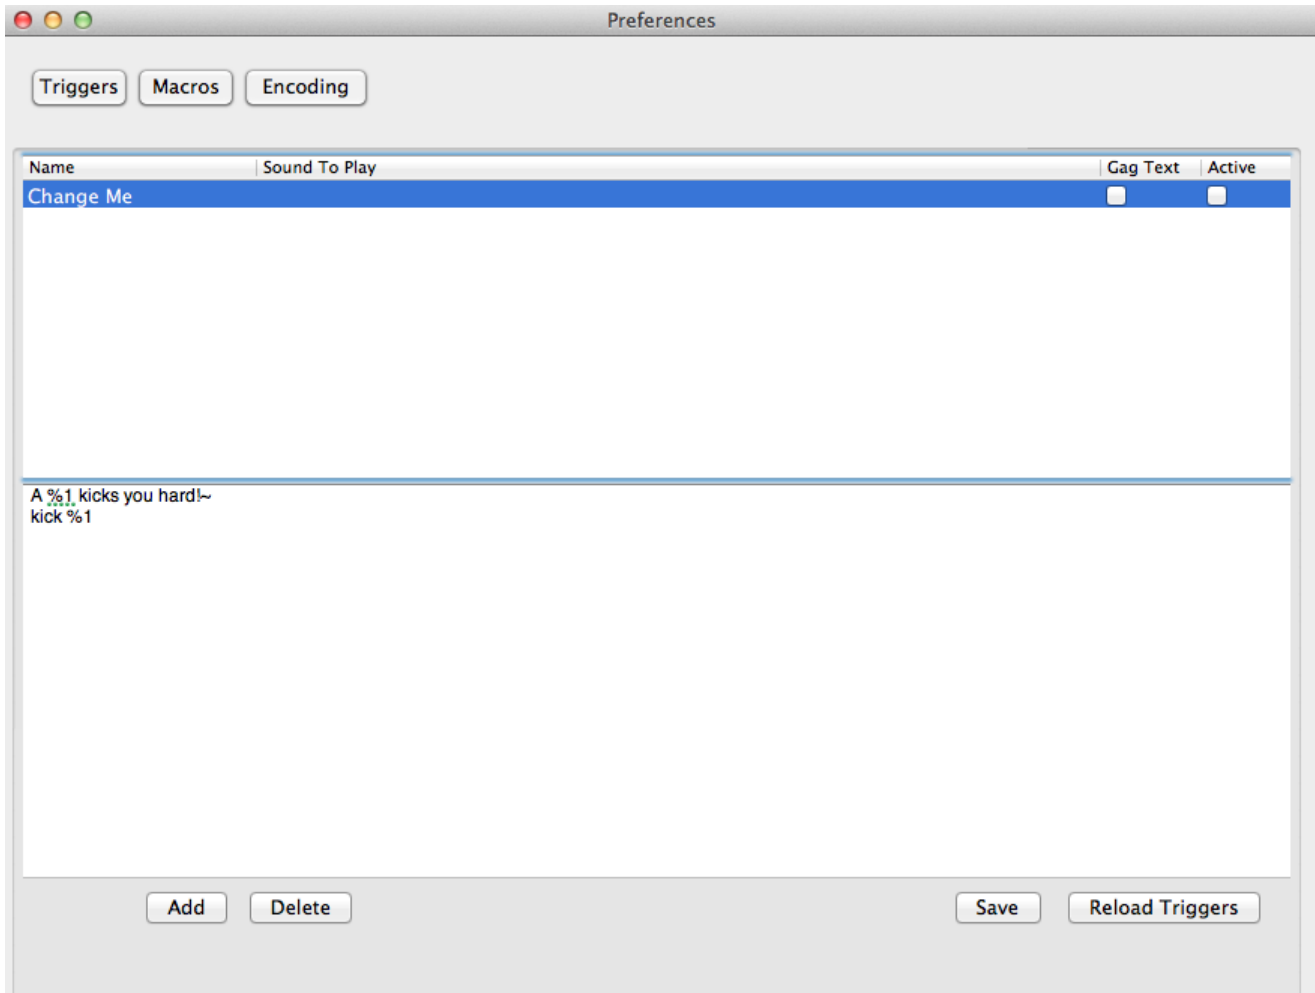 Preferences
Triggers Macros Encoding
Name Sound To Play Gag Text Active
Change Me
A %1 kicks you hard!~
kick %1
Add Delete Save Reload Triggers